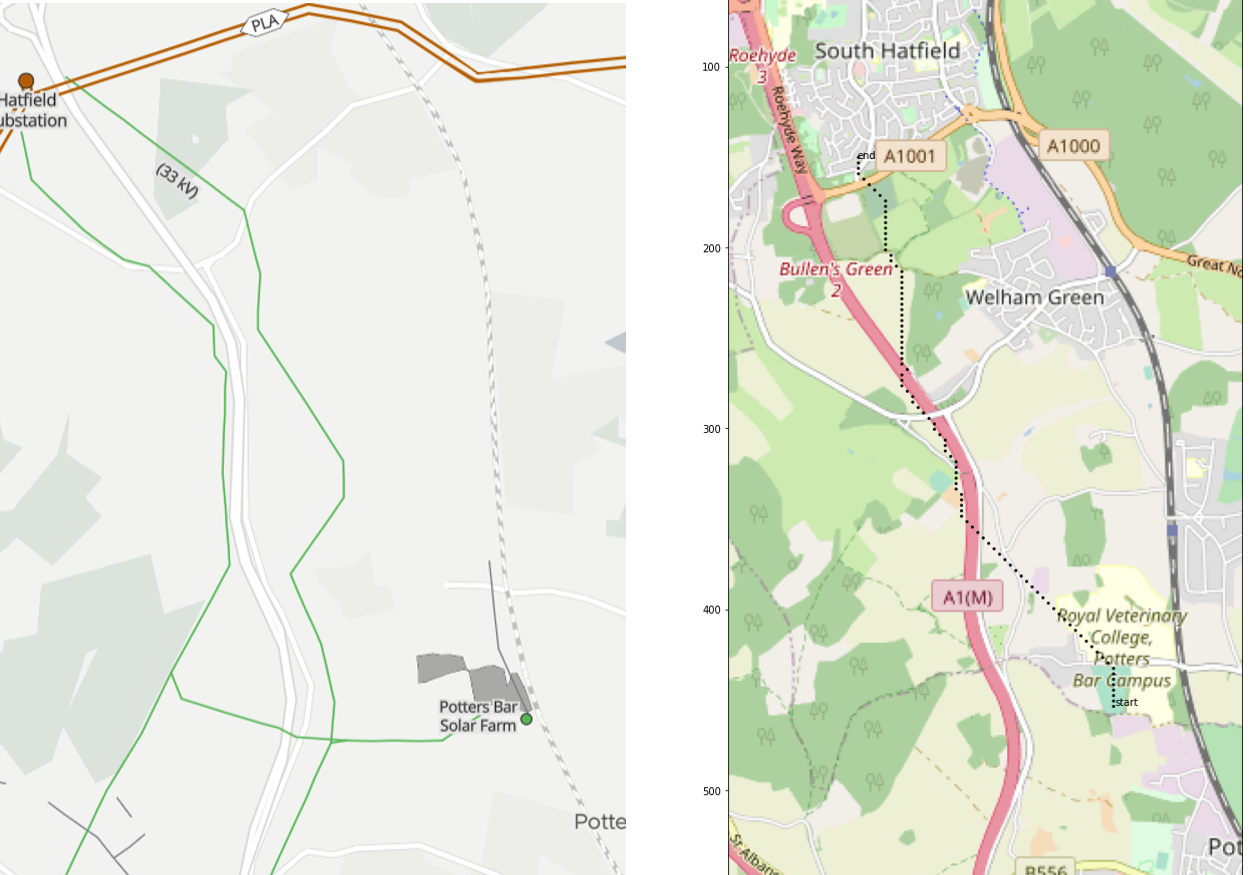 PLA
Hatfield
ubstation
(33 kV)
Potters Bar
Solar Farm
Potte
100
200
300
400
500
Roehyde
3
South Hatfield
Roehyde Way
end
A1001
A1000
Bullen's Green
2
Great No
Welham Green
A1(M)
Royal Veterinary
College,
Potters
Bar Campus
start
St Albans
Pot
B556